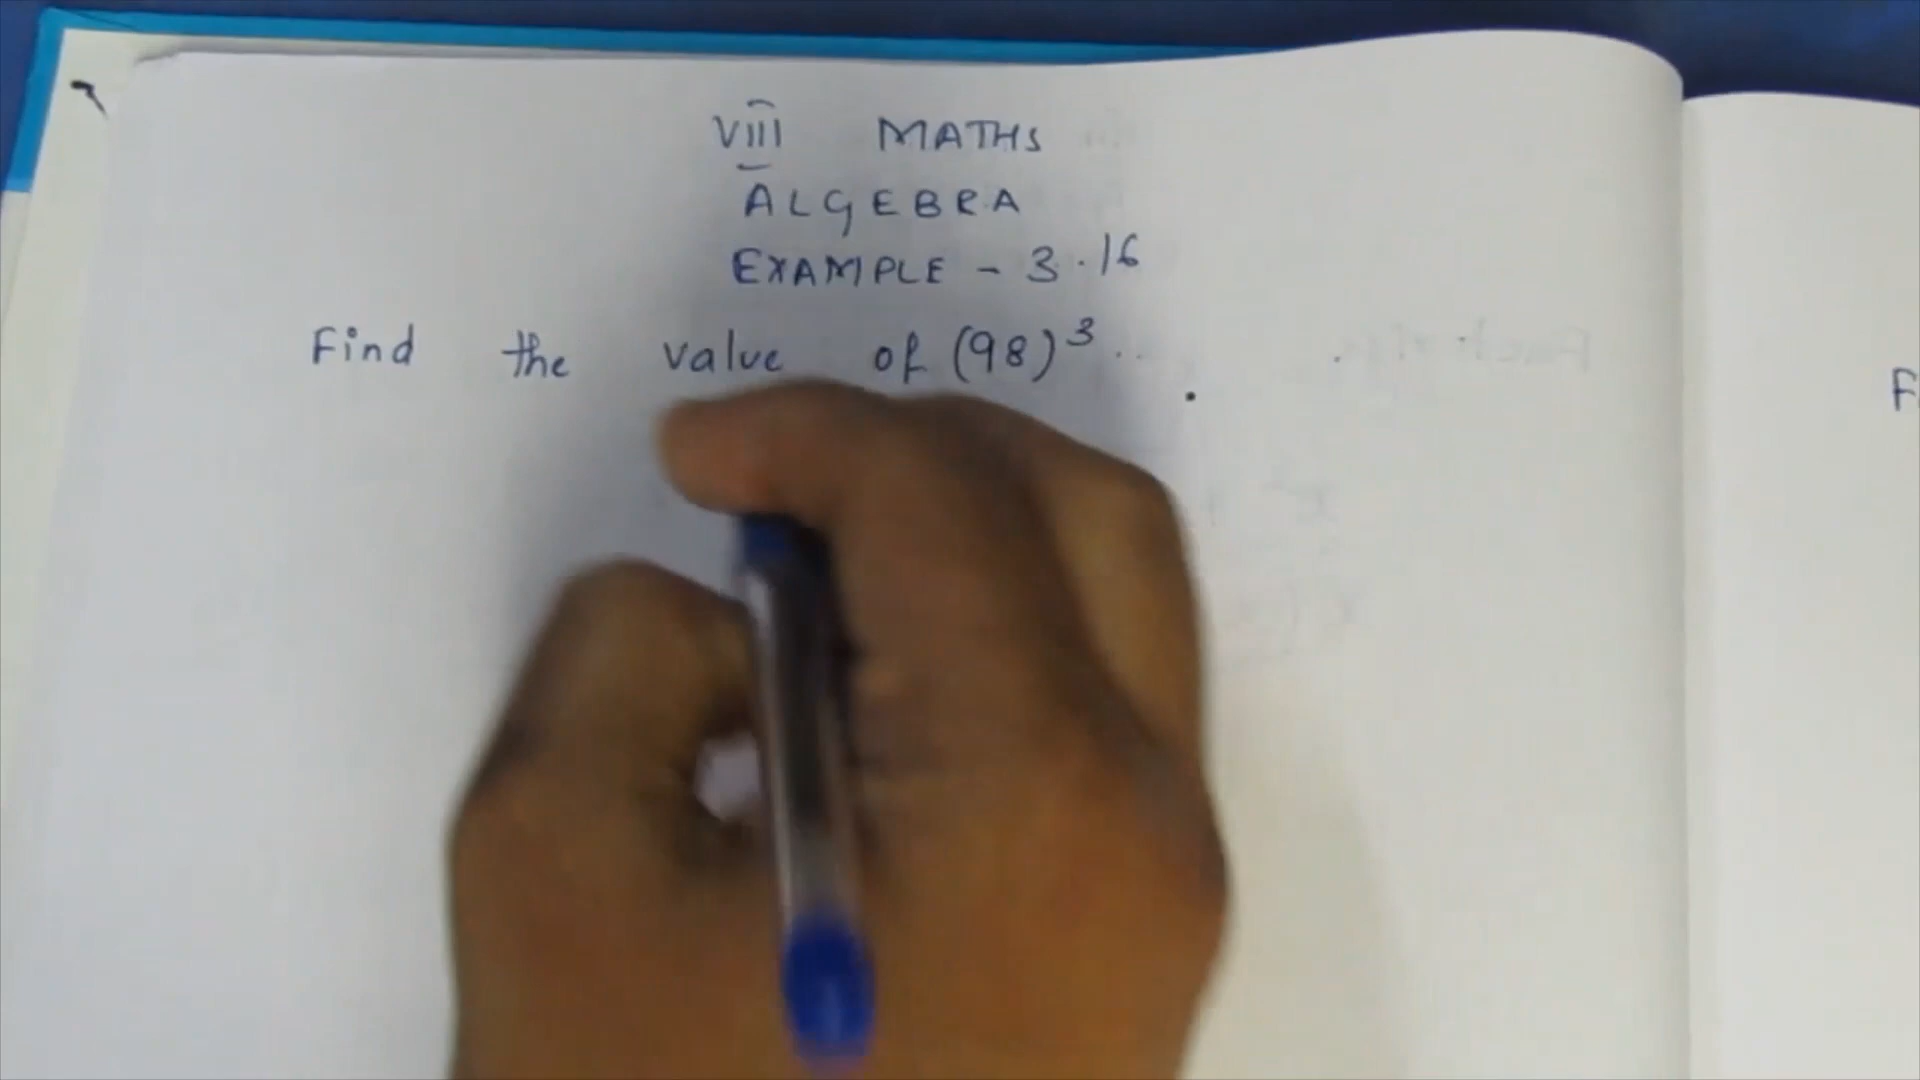 VIII MATHS
ALGEBRA
EXAMPLE - 3.16
Find the value of (98)³